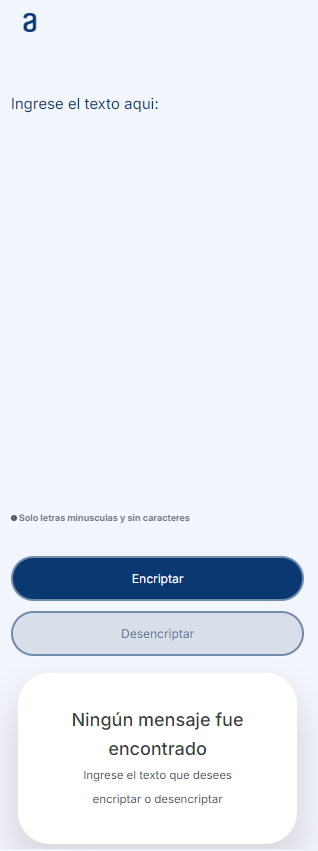 a
Ingrese el texto aqui:
Solo letras minusculas y sin caracteres
Encriptar
Desencriptar
Ningún mensaje fue
encontrado
Ingrese el texto que desees
encriptar o desencriptar